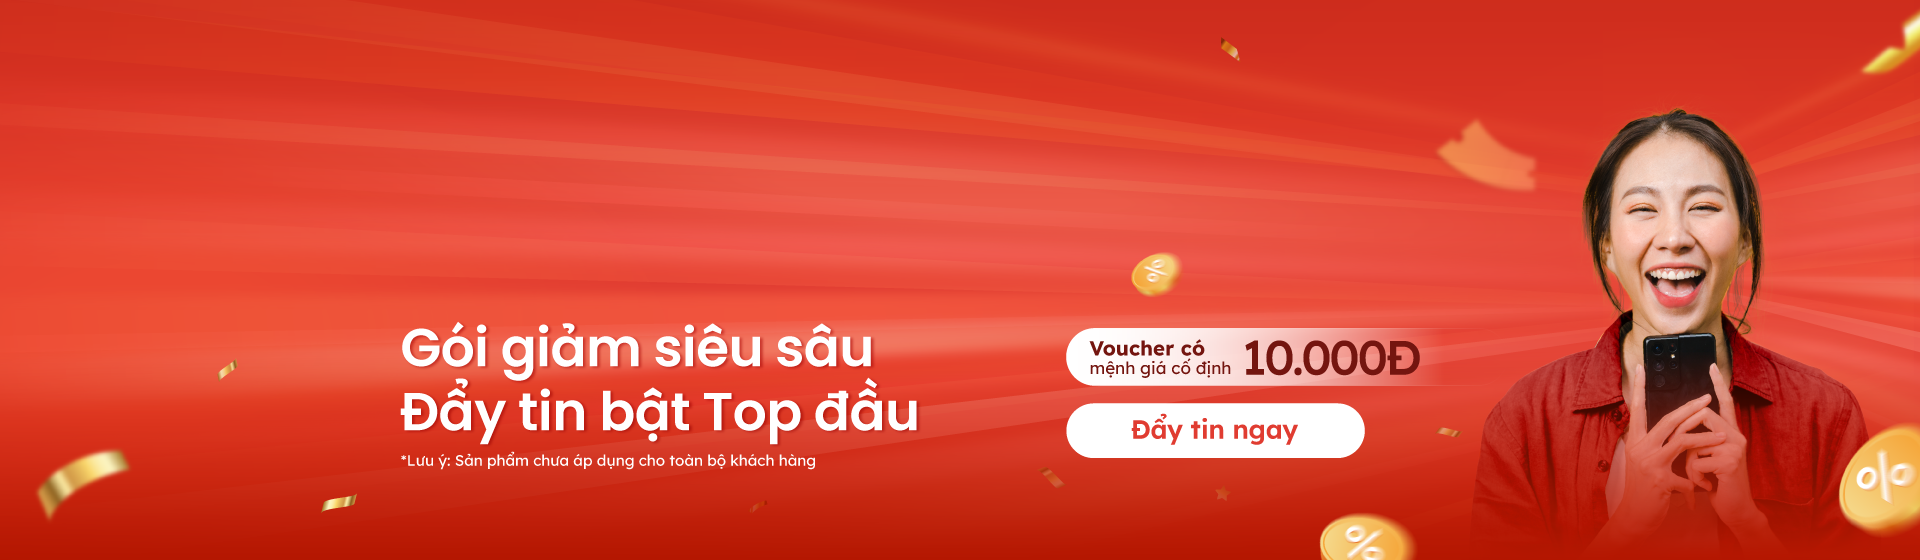 Gói giảm siêu sâu
Đẩy tin bật Top đầu
*Lưu ý: Sản phẩm chưa áp dụng cho toàn bộ khách hàng
Voucher có
mệnh giá cố định
10.000Đ
Đẩy tin ngay
%
%
%